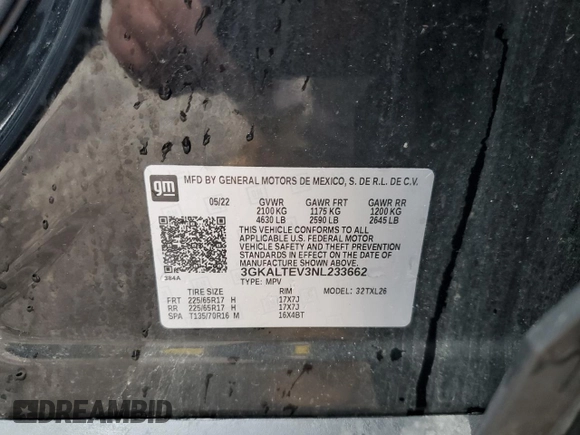 gm
MFD BY GENERAL MOTORS DE MEXICO, S. DE R.L. DE C.V.
05/22 GVWR GAWR FRT GAWR RR
2100 KG 1175 KG 1200 KG
4630 LB 2590 LB 2645 LB
THIS VEHICLE CONFORMS TO ALL
APPLICABLE U.S. FEDERAL MOTOR
VEHICLE SAFETY AND THEFT PREVENTION
STANDARDS IN EFFECT ON THE DATE
OF MANUFACTURE SHOWN ABOVE.
384A 3GKALTEV3NL233662
TYPE: MPV
TIRE SIZE RIM MODEL: 32TXL26
FRT 225/65R17 H 17X7J
RR 225/65R17 H 17X7J
SPA T135/70R16 M 16X4BT
DREAMBID